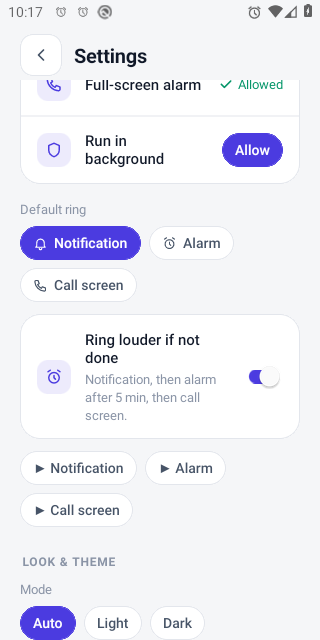 10:17
Settings
Full-screen alarm
Allowed
Run in
background
Allow
Default ring
Notification
Alarm
Call screen
Ring louder if not
done
Notification, then alarm
after 5 min, then call
screen.
Notification
Alarm
Call screen
LOOK & THEME
Mode
Auto
Light
Dark